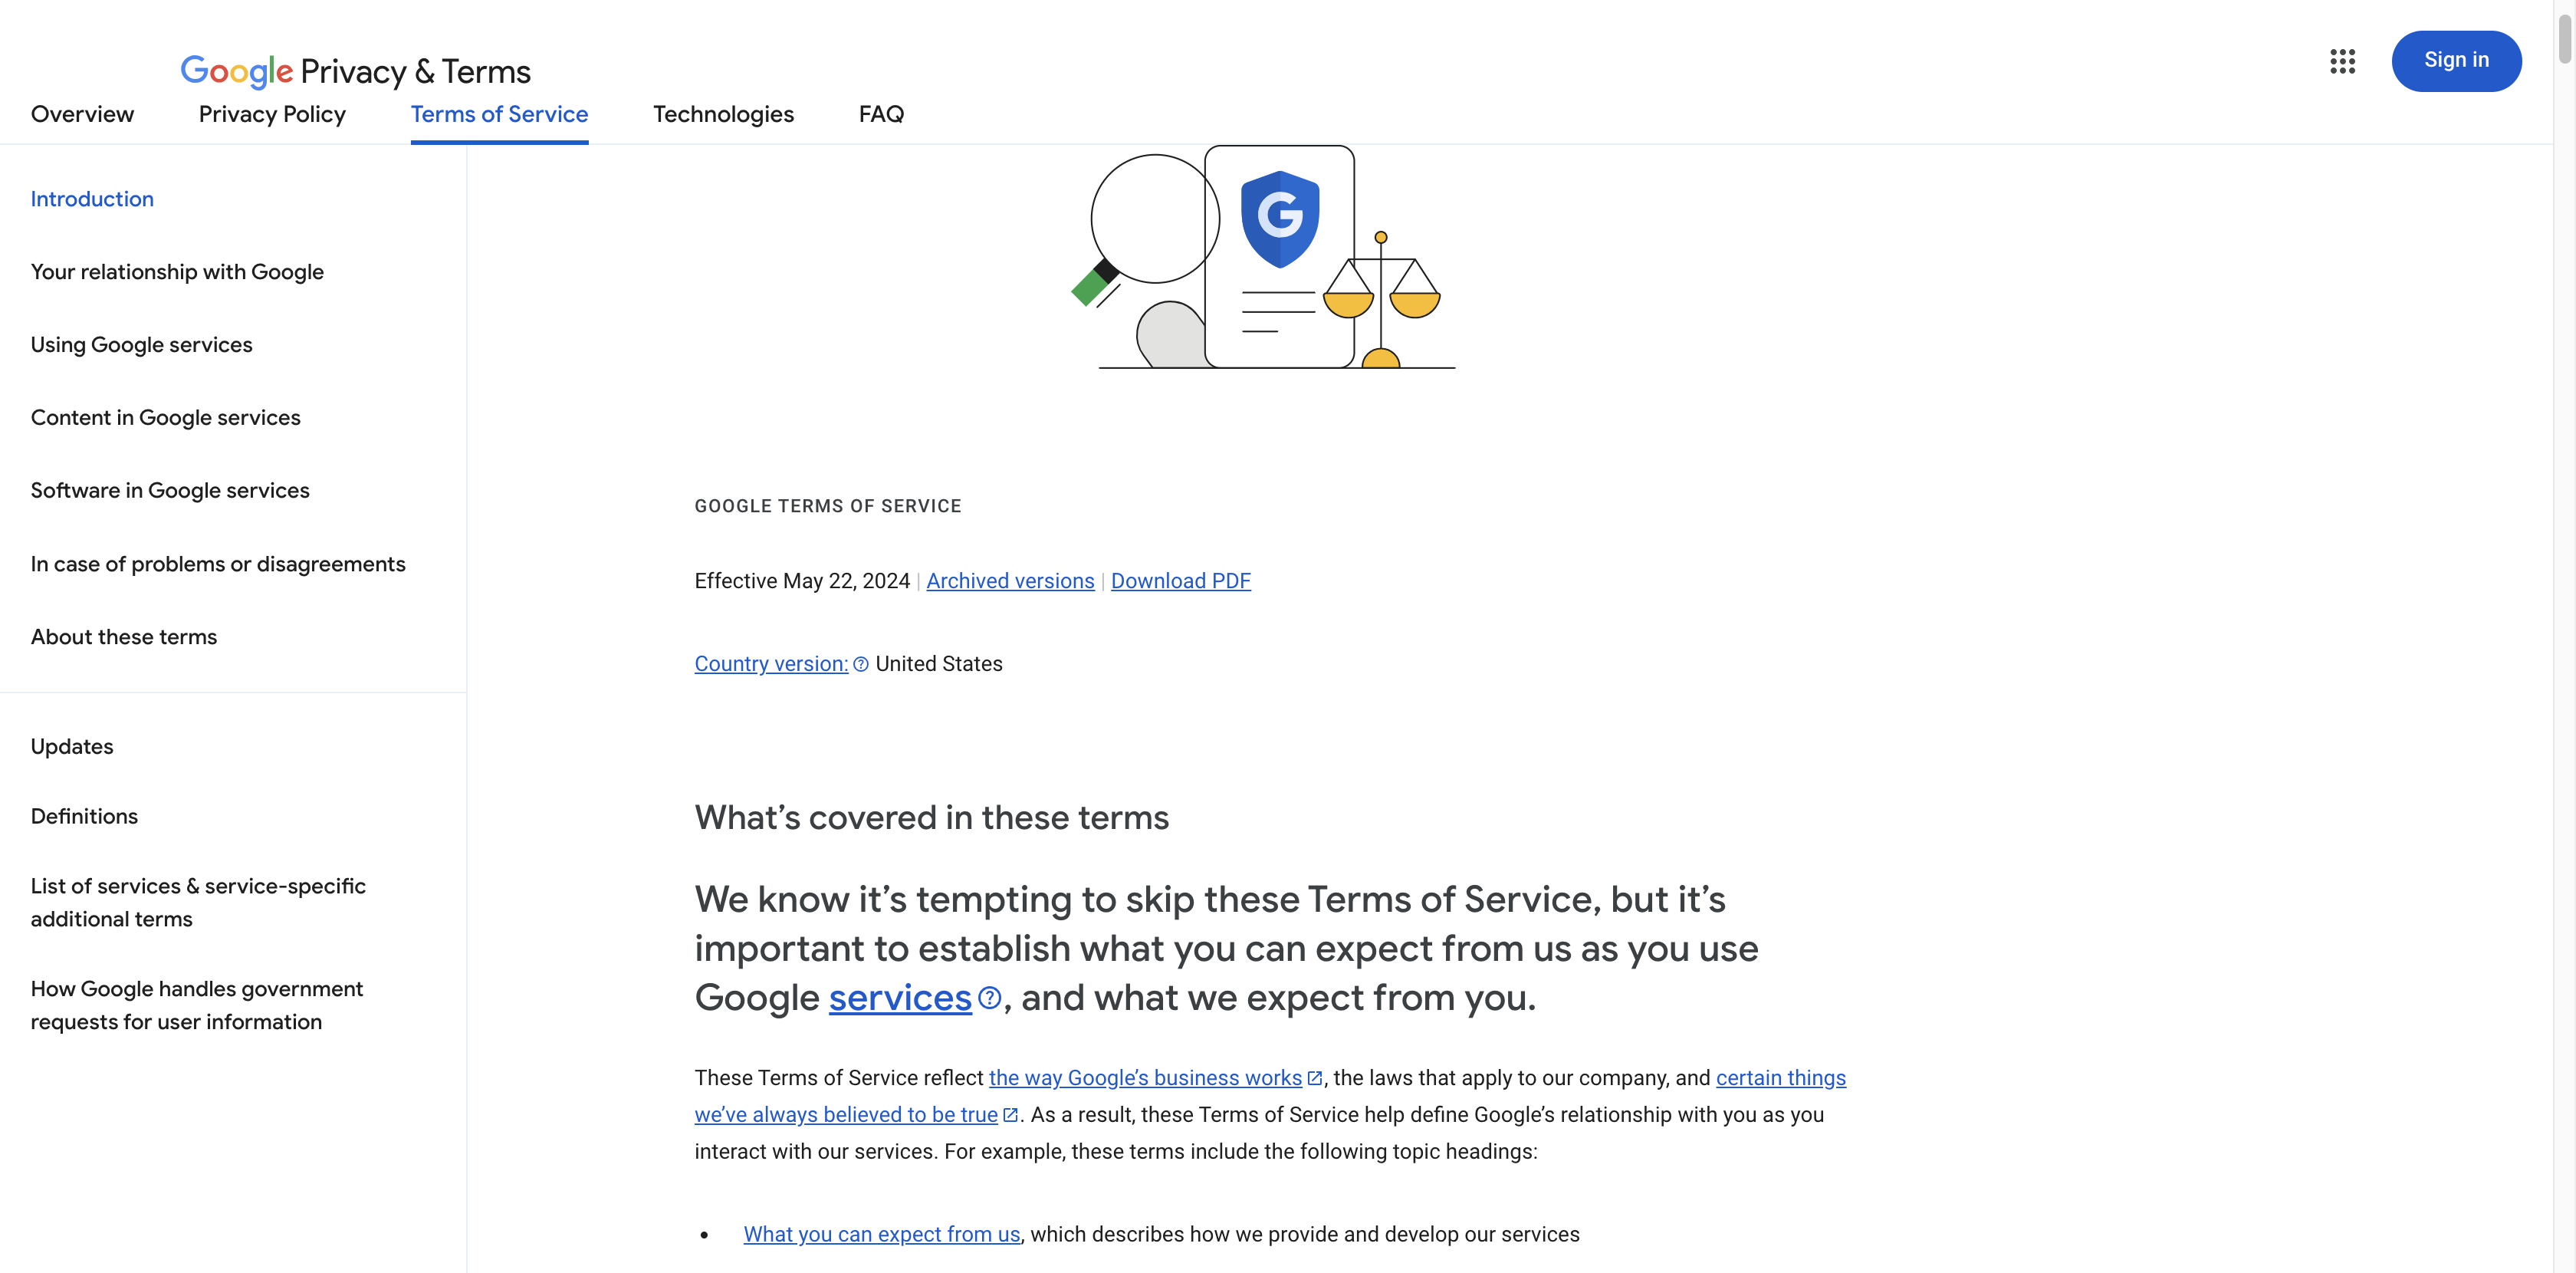 Google Privacy & Terms
Sign in
Overview
Privacy Policy
Terms of Service
Technologies
FAQ
Introduction
Your relationship with Google
Using Google services
Content in Google services
Software in Google services
In case of problems or disagreements
About these terms
Updates
Definitions
List of services & service-specific
additional terms
How Google handles government
requests for user information
G
GOOGLE TERMS OF SERVICE
Effective May 22, 2024 | Archived versions | Download PDF
Country version: United States
What’s covered in these terms
We know it’s tempting to skip these Terms of Service, but it’s
important to establish what you can expect from us as you use
Google services, and what we expect from you.
These Terms of Service reflect the way Google’s business works, the laws that apply to our company, and certain things
we’ve always believed to be true. As a result, these Terms of Service help define Google’s relationship with you as you
interact with our services. For example, these terms include the following topic headings:
• What you can expect from us, which describes how we provide and develop our services